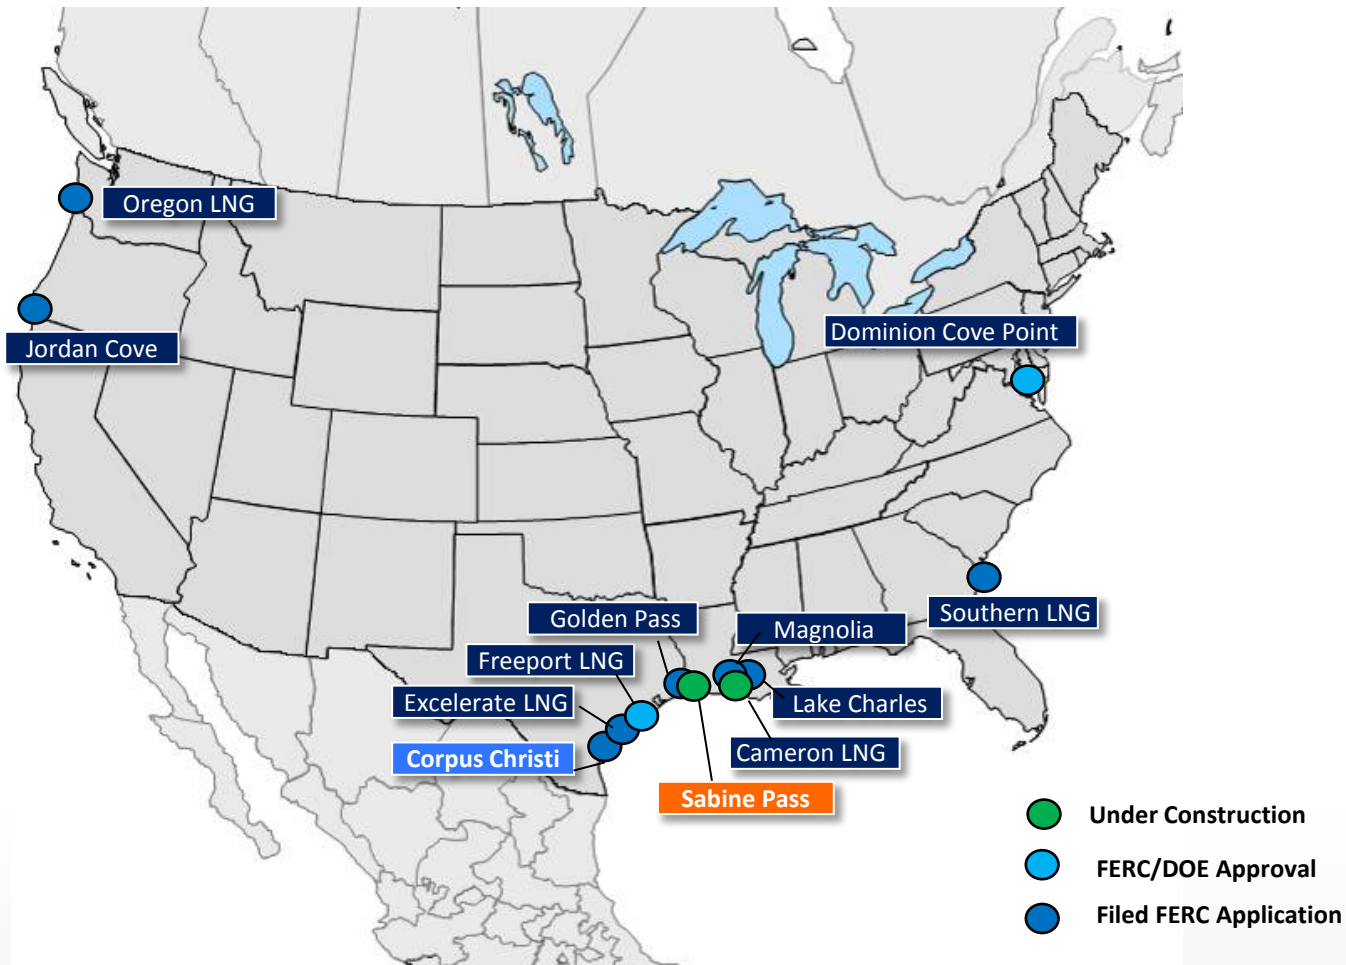 Oregon LNG
Jordan Cove
Dominion Cove Point
Southern LNG
Golden Pass
Magnolia
Freeport LNG
Lake Charles
Excelerate LNG
Cameron LNG
Corpus Christi
Sabine Pass
Under Construction
FERC/DOE Approval
Filed FERC Application